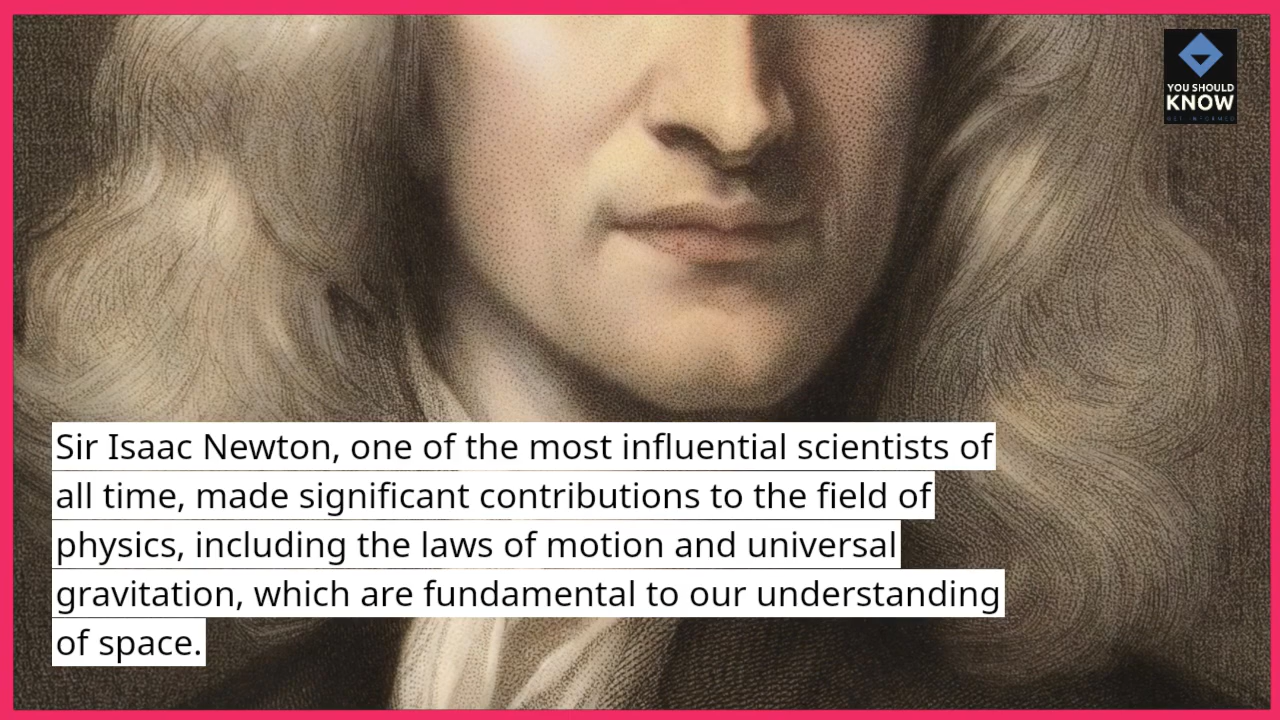 YOU SHOULD
KNOW
GET INFORMED
Sir Isaac Newton, one of the most influential scientists of
all time, made significant contributions to the field of
physics, including the laws of motion and universal
gravitation, which are fundamental to our understanding
of space.